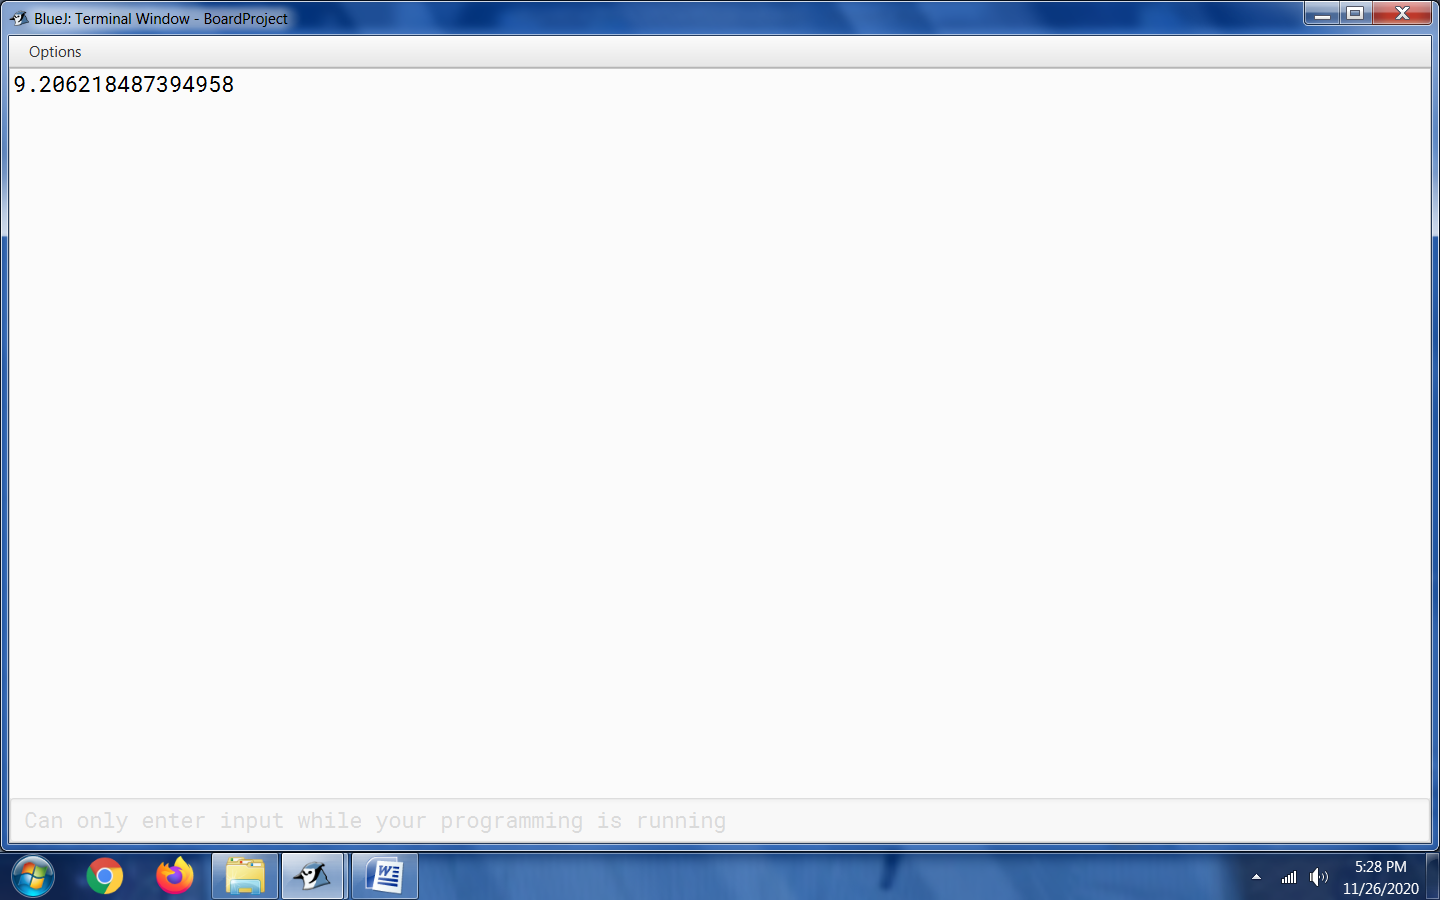 BlueJ: Terminal Window - BoardProject
Options
9.206218487394958
Can only enter input while your programming is running
5:28 PM
11/26/2020